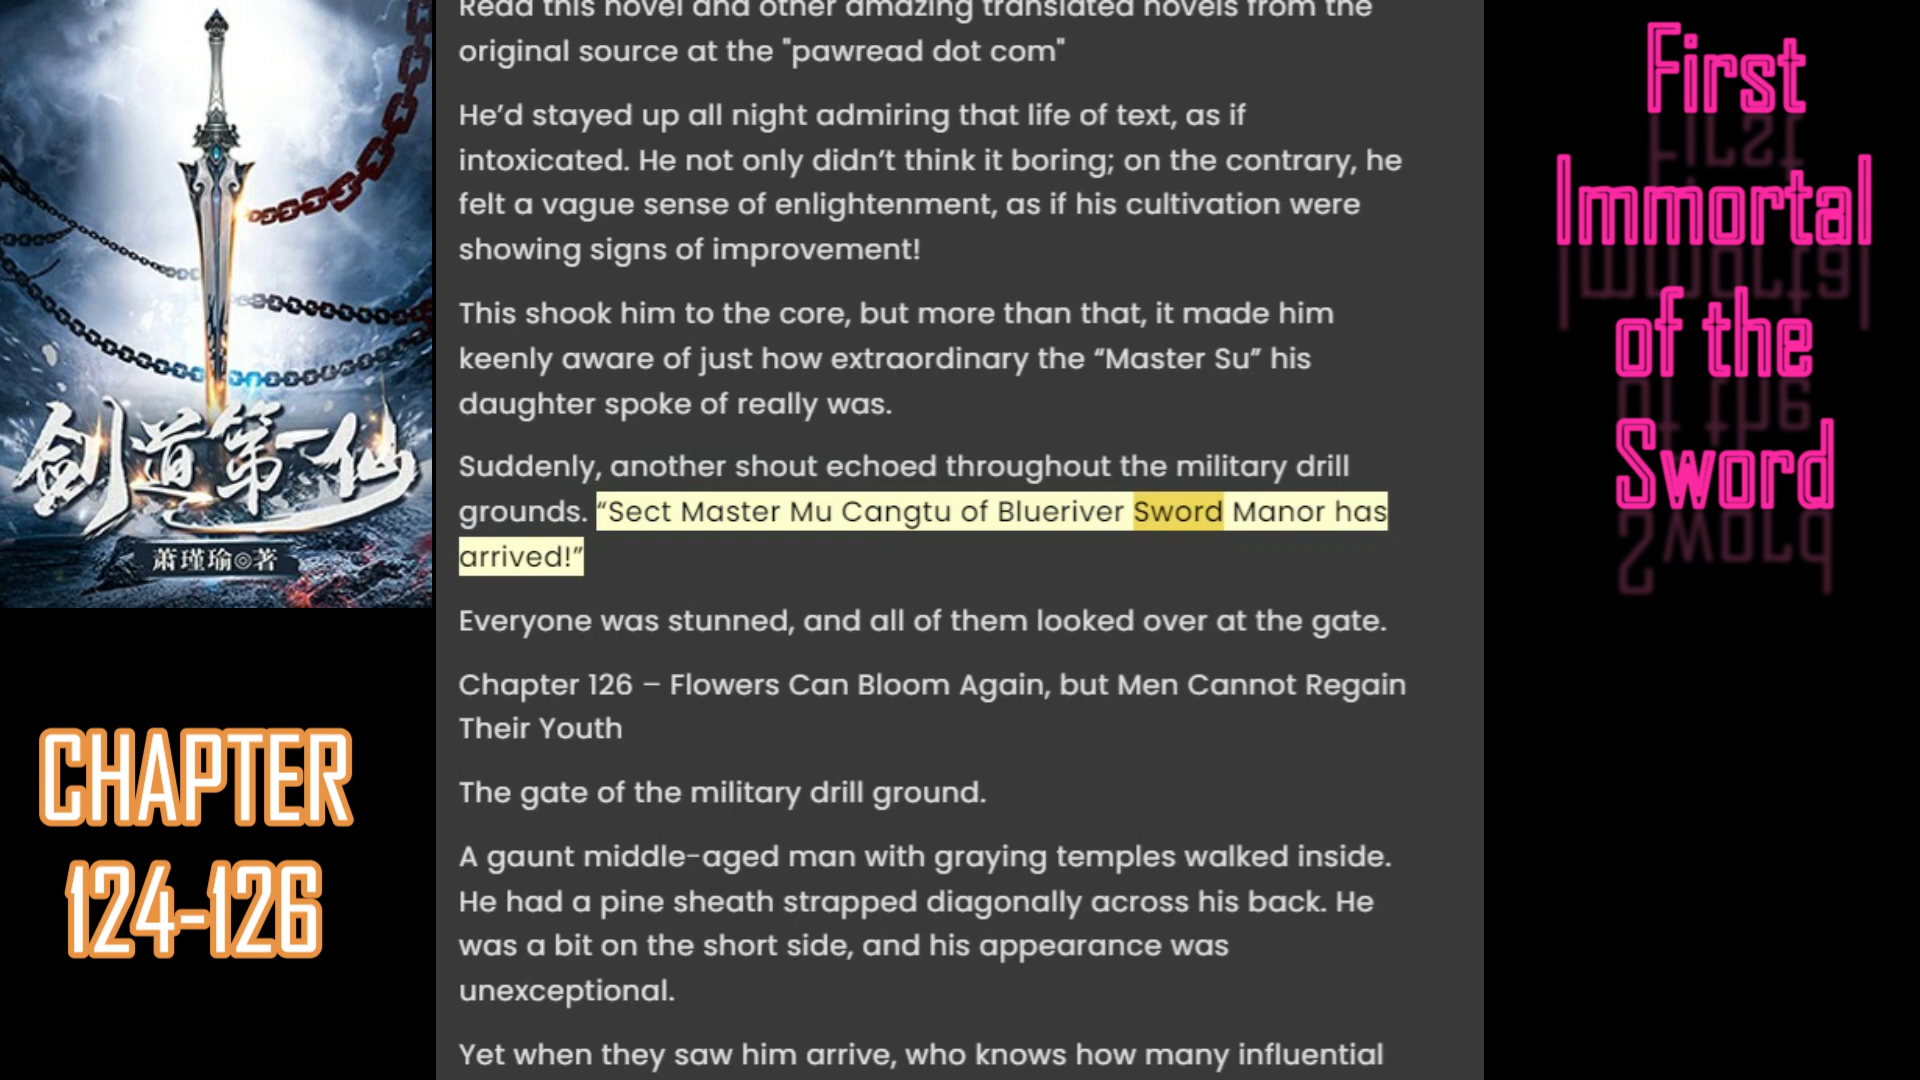 剑道第一仙
萧瑾瑜◎著
CHAPTER
124-126
Read this novel and other amazing translated novels from the
original source at the "pawread dot com"
He’d stayed up all night admiring that life of text, as if
intoxicated. He not only didn’t think it boring; on the contrary, he
felt a vague sense of enlightenment, as if his cultivation were
showing signs of improvement!
This shook him to the core, but more than that, it made him
keenly aware of just how extraordinary the “Master Su” his
daughter spoke of really was.
Suddenly, another shout echoed throughout the military drill
grounds. “Sect Master Mu Cangtu of Blueriver Sword Manor has
arrived!”
Everyone was stunned, and all of them looked over at the gate.
Chapter 126 – Flowers Can Bloom Again, but Men Cannot Regain
Their Youth
The gate of the military drill ground.
A gaunt middle-aged man with graying temples walked inside.
He had a pine sheath strapped diagonally across his back. He
was a bit on the short side, and his appearance was
unexceptional.
Yet when they saw him arrive, who knows how many influential
First
Immortal
of the
Sword